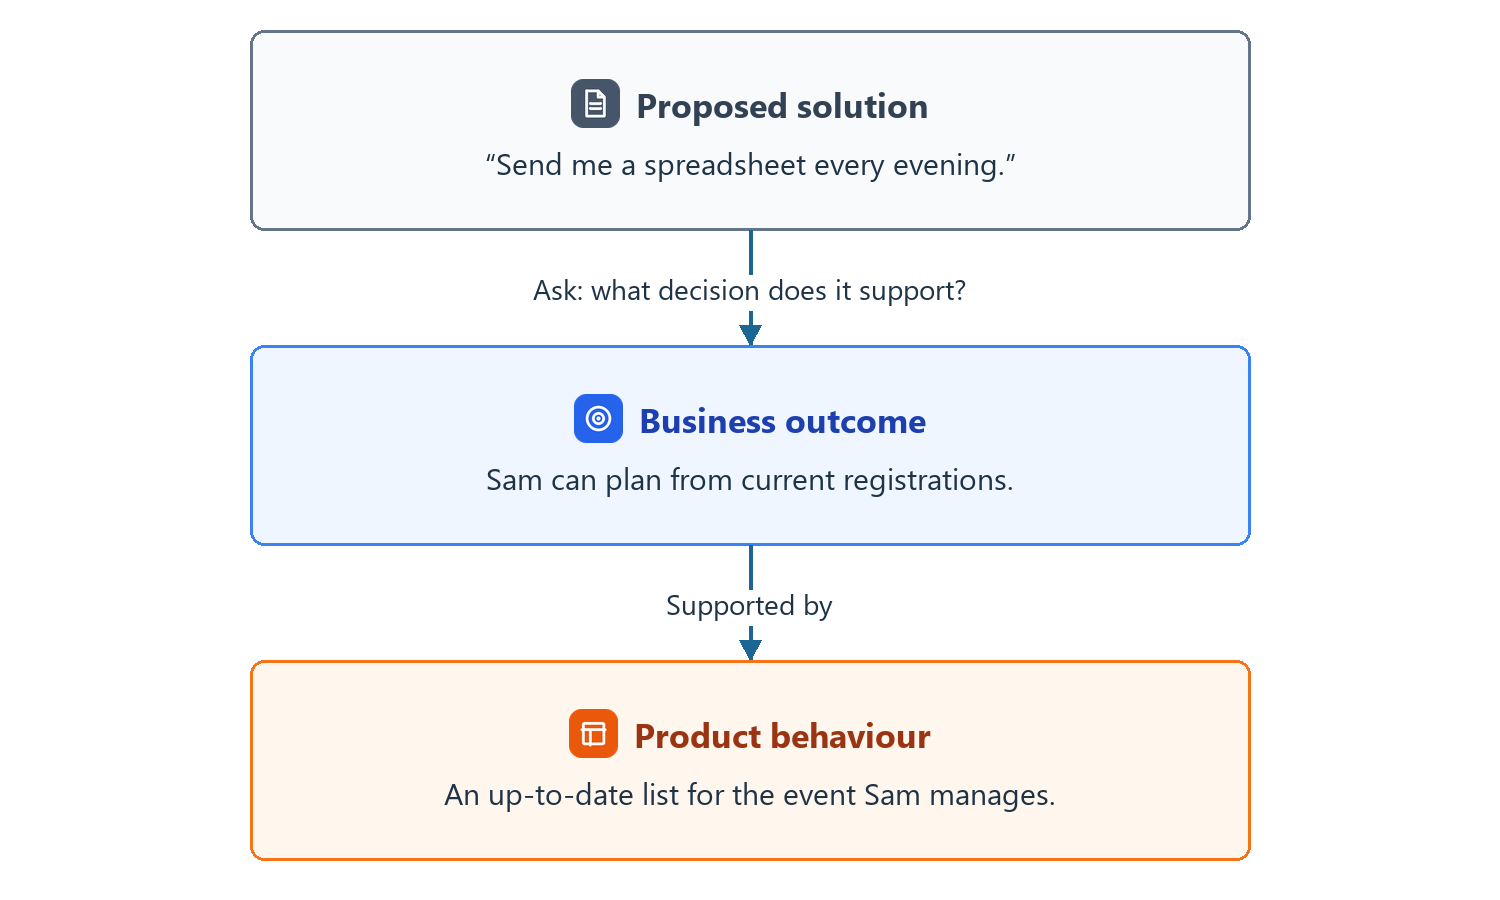 Proposed solution
“Send me a spreadsheet every evening.”
Ask: what decision does it support?
Business outcome
Sam can plan from current registrations.
Supported by
Product behaviour
An up-to-date list for the event Sam manages.